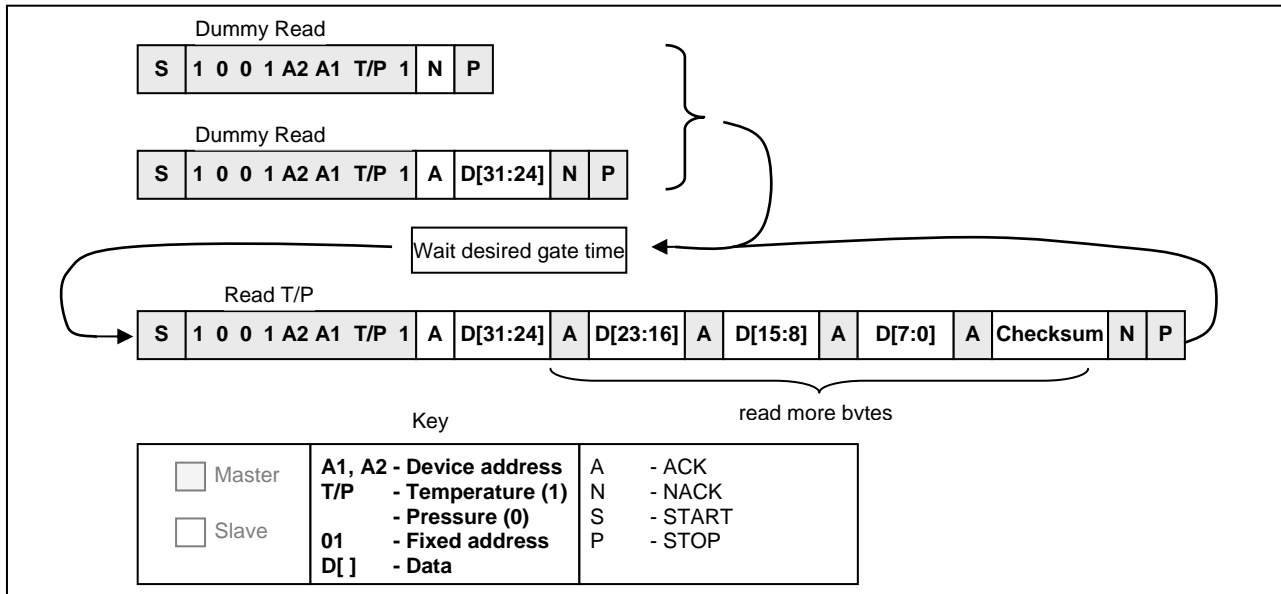 Dummy Read
S 1 0 0 1 A2 A1 T/P 1 N P
Dummy Read
S 1 0 0 1 A2 A1 T/P 1 A D[31:24] N P
Wait desired gate time
Read T/P
S 1 0 0 1 A2 A1 T/P 1 A D[31:24] A D[23:16] A D[15:8] A D[7:0] A Checksum N P
read more bytes
Key
Master
Slave
A1, A2 - Device address
T/P - Temperature (1)
- Pressure (0)
01 - Fixed address
D[ ] - Data
A - ACK
N - NACK
S - START
P - STOP